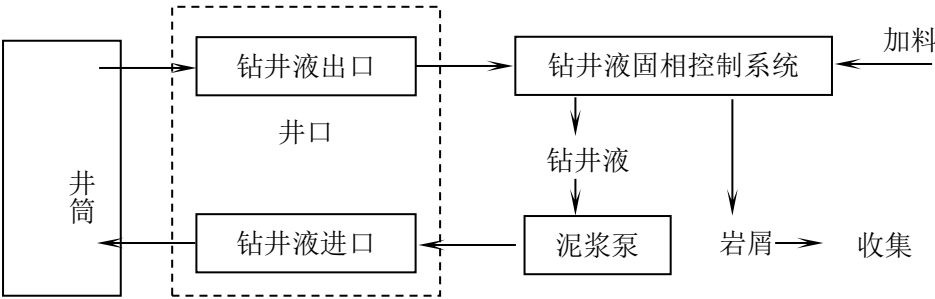 加料
钻井液出口
钻井液固相控制系统
井口
钻井液
井筒
钻井液进口
泥浆泵
岩屑
收集